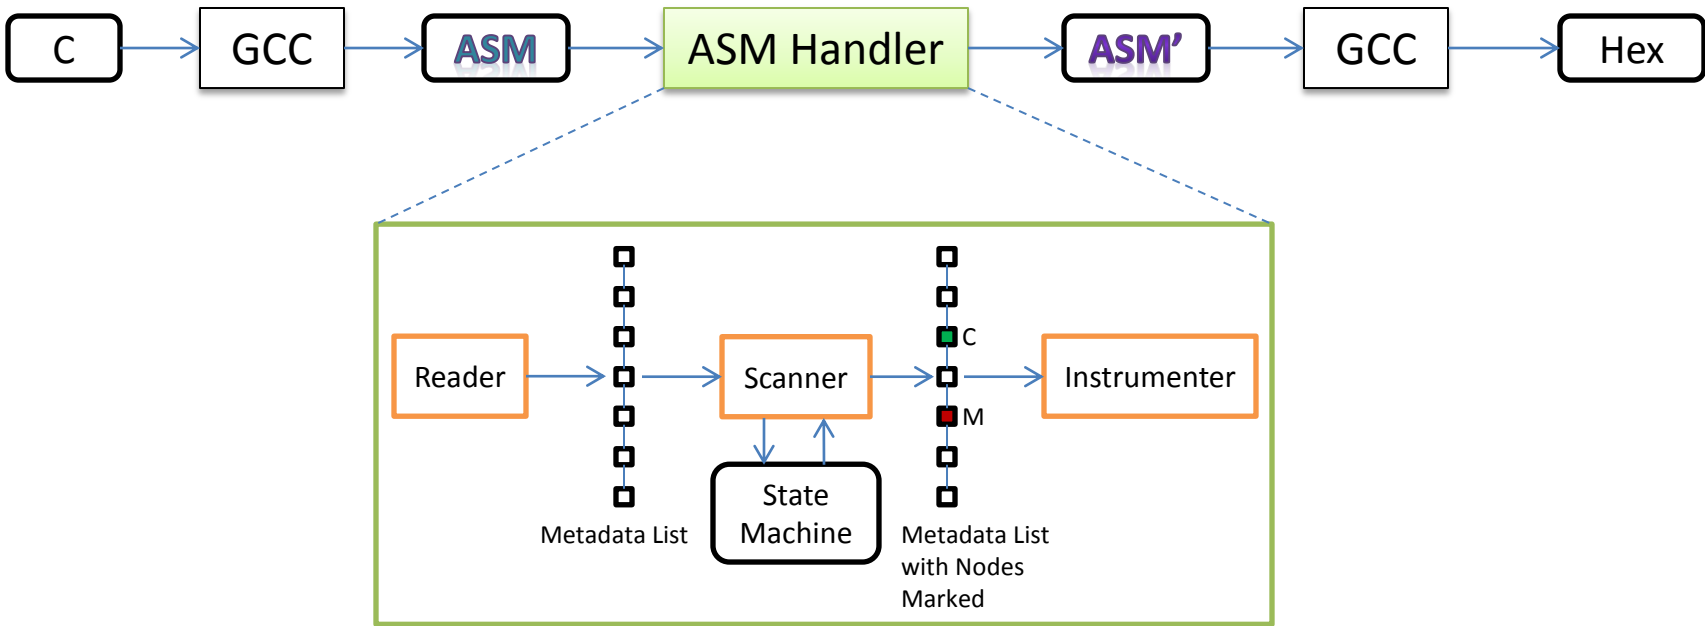 C
GCC
ASM
ASM Handler
ASM’
GCC
Hex
Reader
Scanner
C
M
Instrumenter
State
Machine
Metadata List
Metadata List
with Nodes
Marked